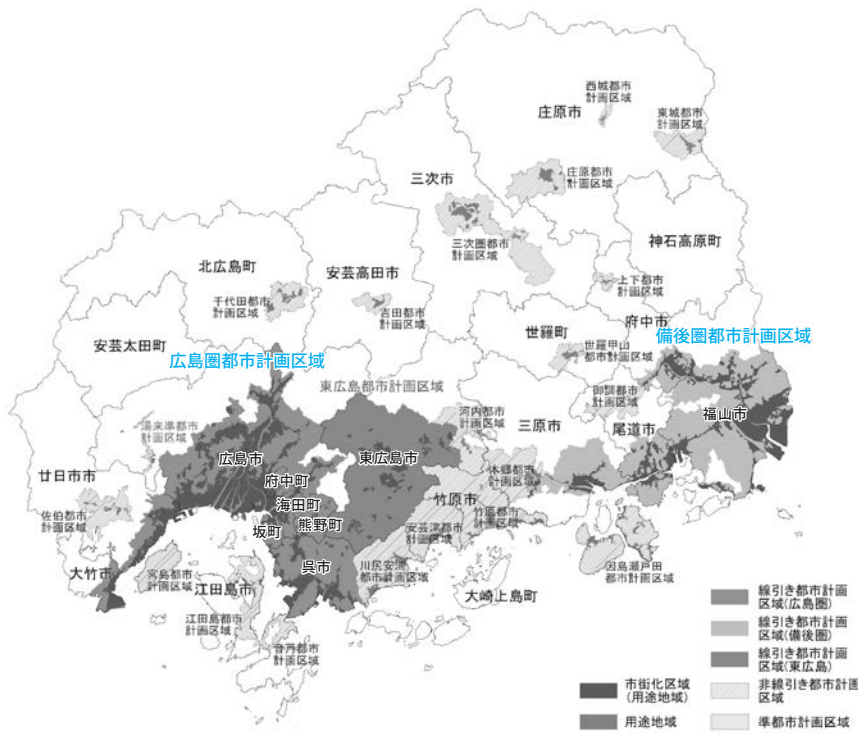 西城都市
計画区域
庄原市
東城都市
計画区域
三次市
庄原都市
計画区域
神石高原町
三次圏都市
計画区域
北広島町
安芸高田市
上下都市
計画区域
千代田都市
計画区域
吉田都市
計画区域
府中市
世羅町
安芸太田町
備後圏都市計画区域
広島圏都市計画区域
世羅甲山
都市計画区域
東広島都市計画区域
御調都市
計画区域
河内都市
計画区域
福山市
三原市
尾道市
湯来準都市
計画区域
広島市
東広島市
本郷都市
計画区域
廿日市市
府中町
竹原市
海田町
竹原都市
計画区域
佐伯都市
計画区域
熊野町
安芸津都市
計画区域
坂町
呉市
川尻安浦
都市計画区域
大竹市
宮島都市
計画区域
因島瀬戸田
都市計画区域
江田島市
大崎上島町
江田島都市
計画区域
音戸都市
計画区域
線引き都市計画
区域(広島圏)
線引き都市計画
区域(備後圏)
線引き都市計画
区域(東広島)
市街化区域
(用途地域)
非線引き都市計画
区域
用途地域
準都市計画区域